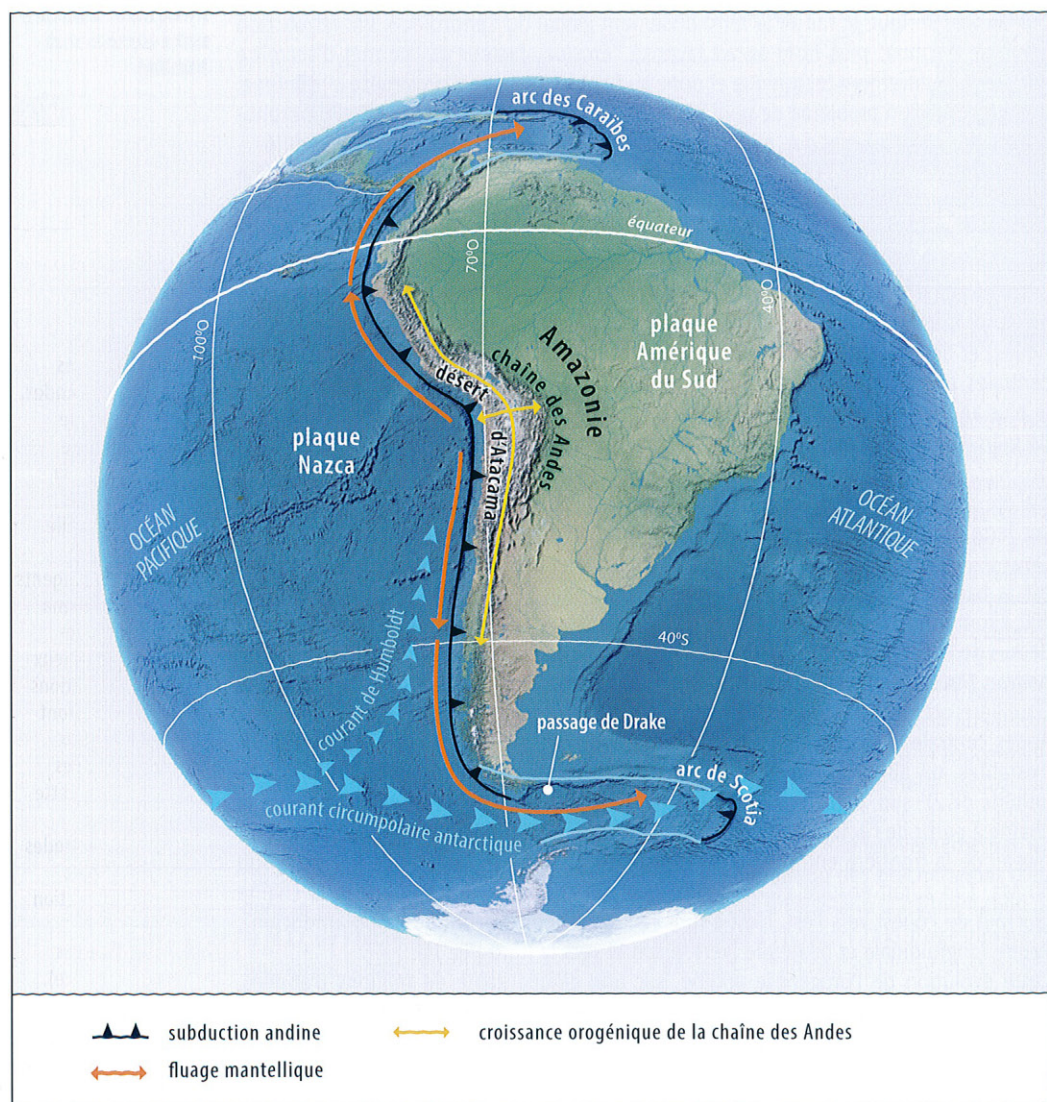 arc des Caraïbes
équateur
70°O
40°O
100°O
plaque
Amérique
du Sud
Amazonie
chaîne des Andes
désert
d'Atacama
plaque
Nazca
OCÉAN
PACIFIQUE
OCÉAN
ATLANTIQUE
courant de Humboldt
40°S
passage de Drake
arc de Scotia
courant circumpolaire antarctique
subduction andine
croissance orogénique de la chaîne des Andes
fluage mantellique